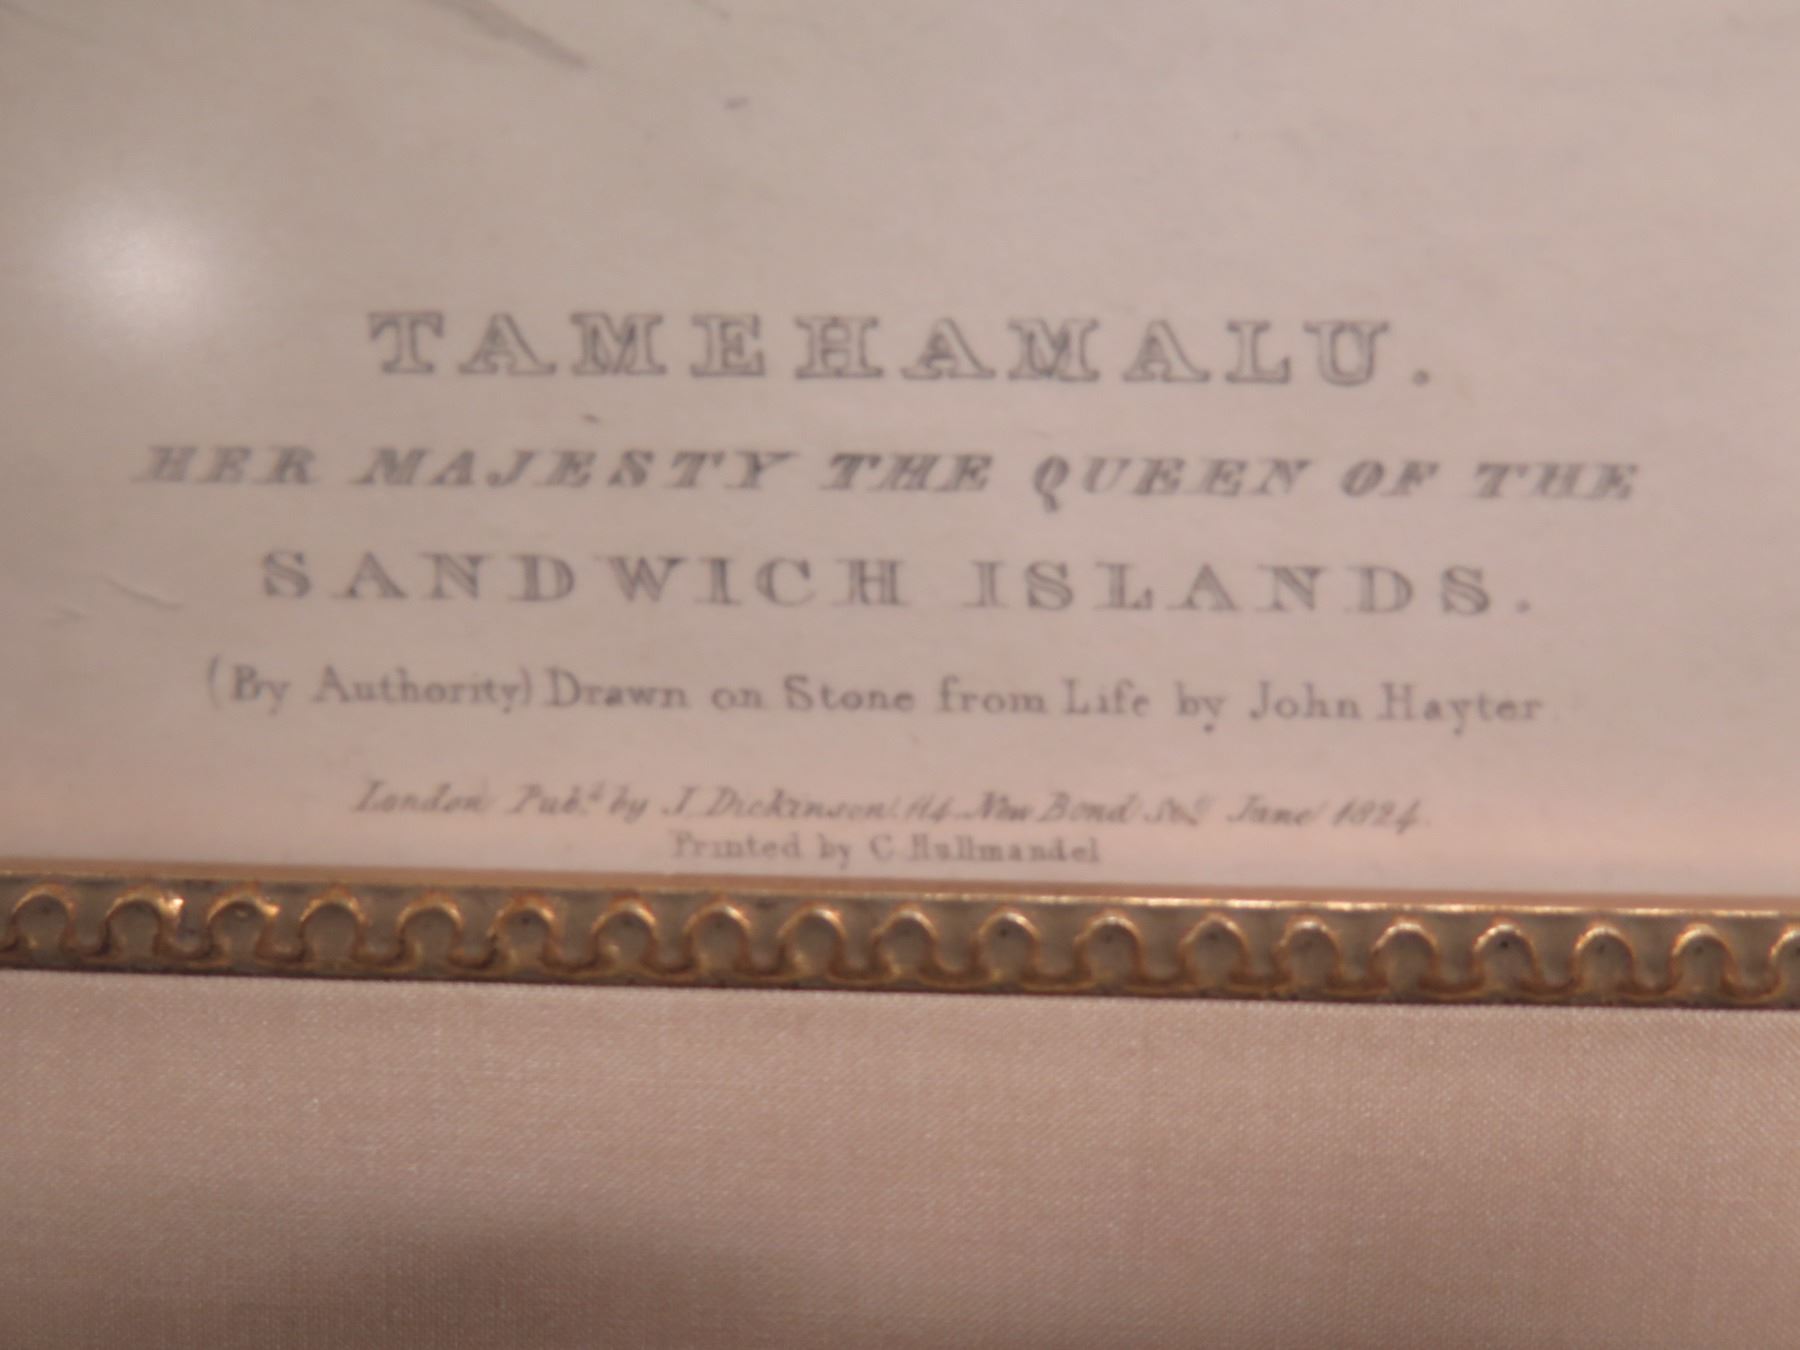 TAMEHAMALU.
HER MAJESTY THE QUEEN OF THE
SANDWICH ISLANDS.
(By Authority) Drawn on Stone from Life by John Hayter
London Pub.d by J. Dickinson 114 New Bond June 1824.
Printed by C Hullmandel